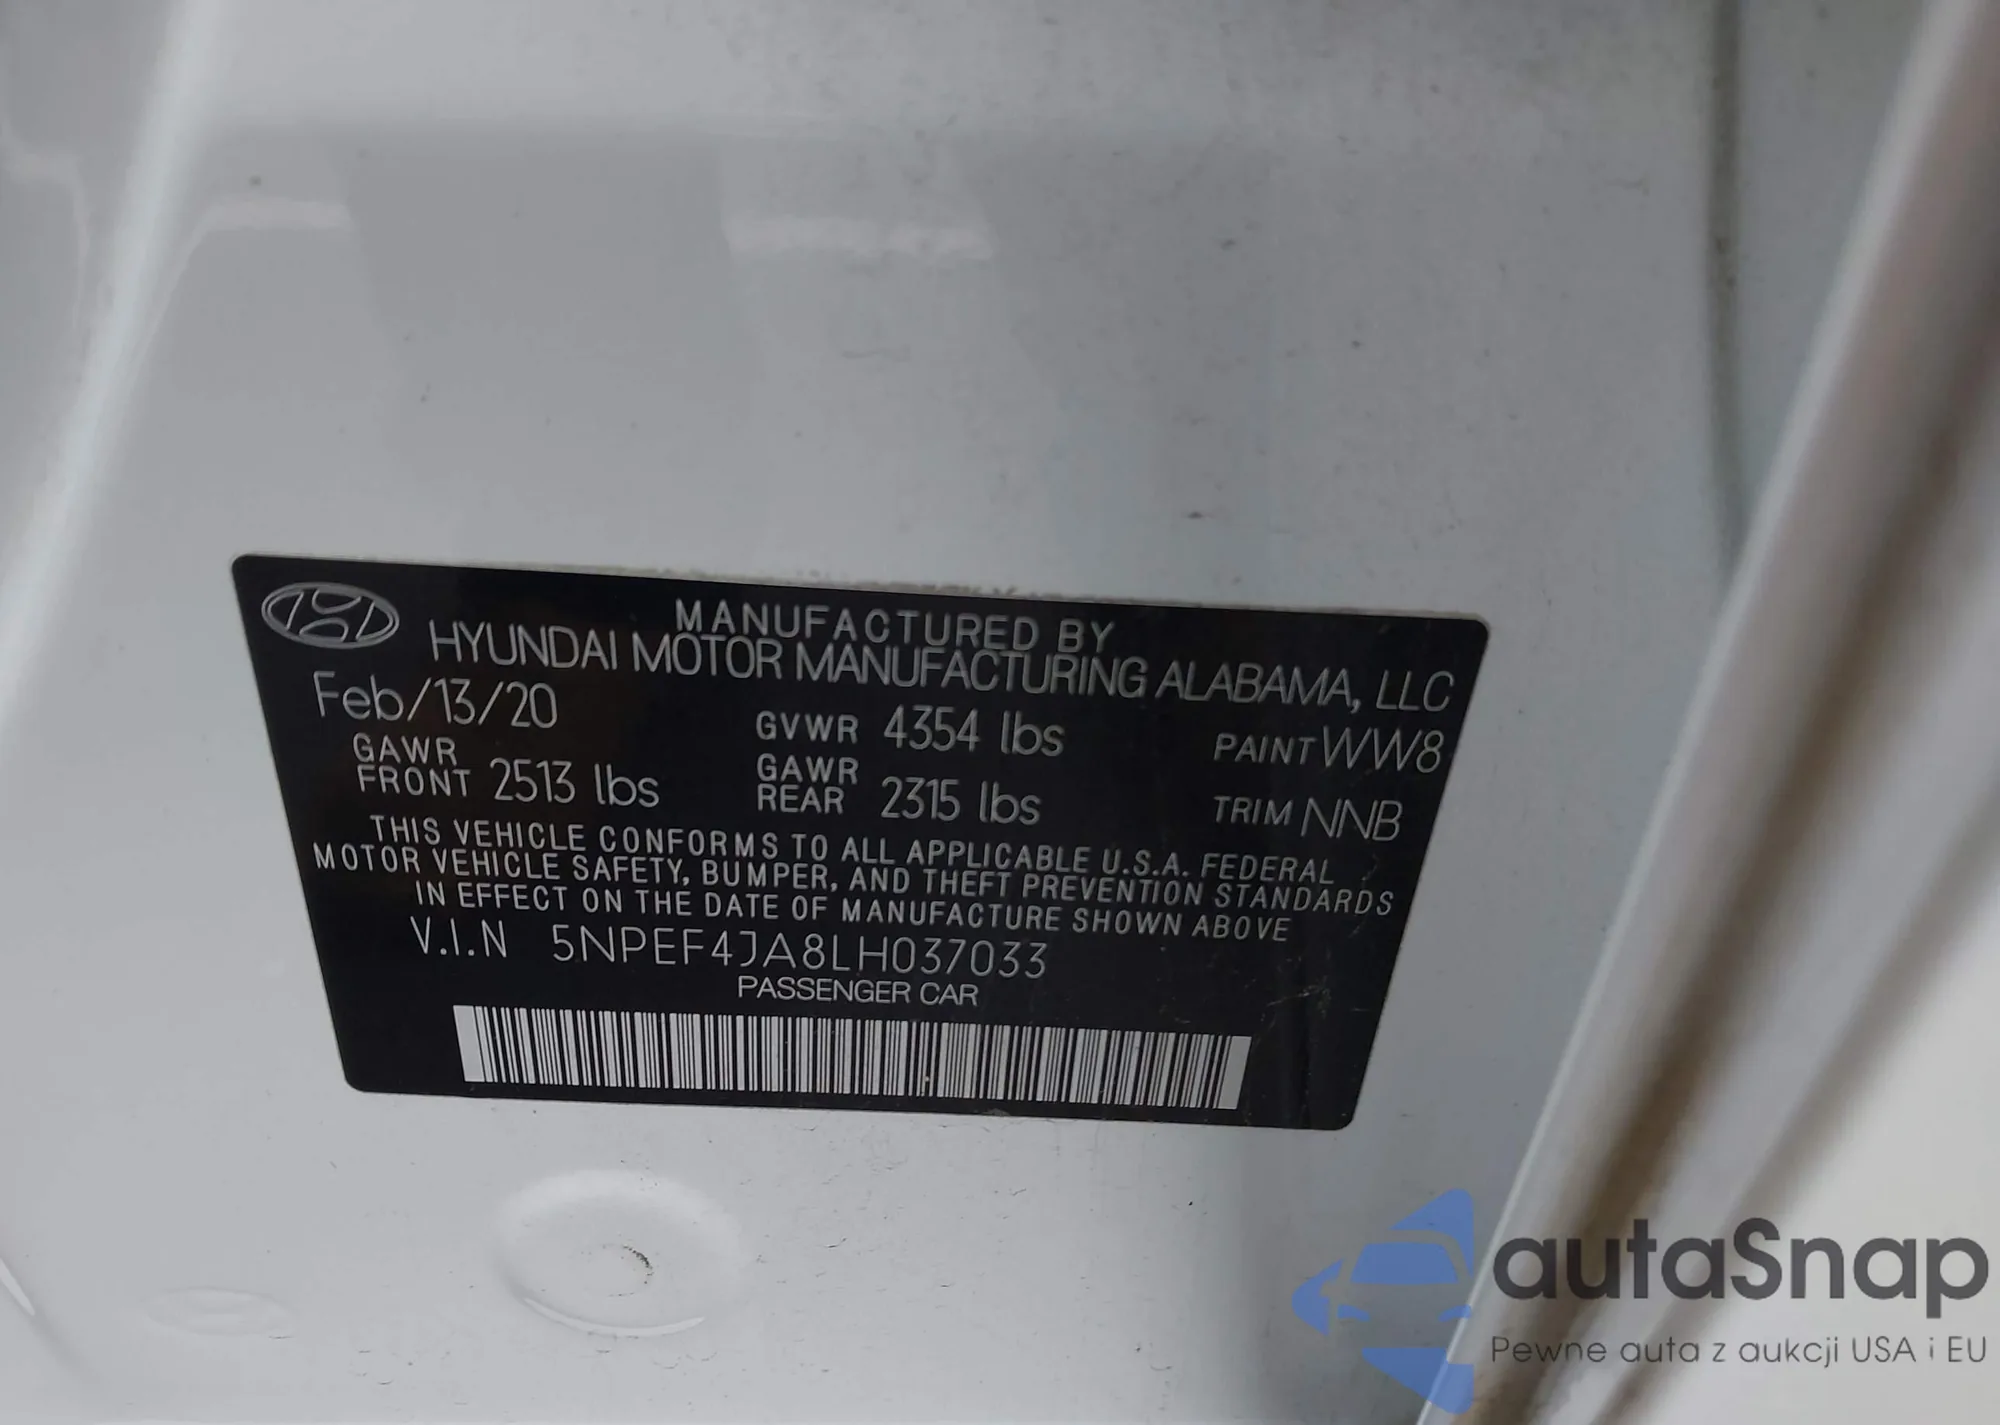 MANUFACTURED BY
HYUNDAI MOTOR MANUFACTURING ALABAMA, LLC
Feb/13/20 GVWR 4354 lbs PAINT WW8
GAWR FRONT 2513 lbs GAWR REAR 2315 lbs TRIM NNB
THIS VEHICLE CONFORMS TO ALL APPLICABLE U.S.A. FEDERAL
MOTOR VEHICLE SAFETY, BUMPER, AND THEFT PREVENTION STANDARDS
IN EFFECT ON THE DATE OF MANUFACTURE SHOWN ABOVE
V.I.N 5NPEF4JA8LH037033
PASSENGER CAR
autaSnap
Pewne auta z aukcji USA i EU